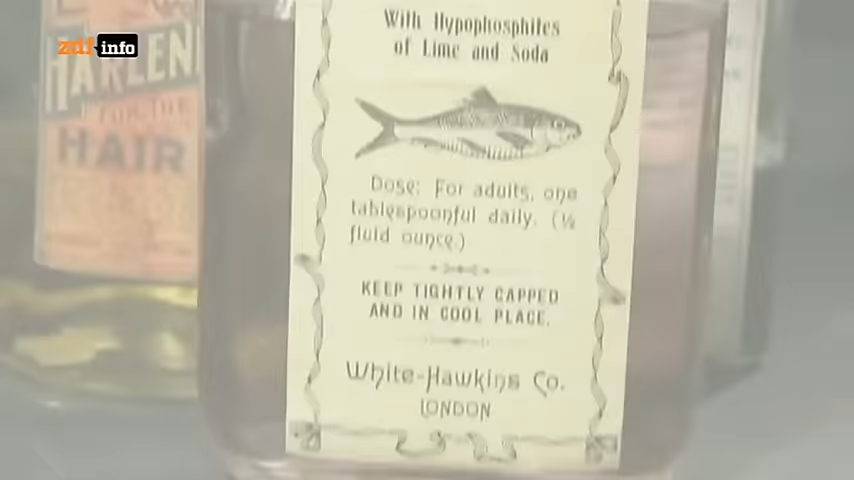 zdf info
HARLENE
FOR THE
HAIR
With Hypophosphites
of Lime and Soda
Dose: For adults, one
tablespoonful daily. (½
fluid ounce.)
KEEP TIGHTLY CAPPED
AND IN COOL PLACE.
White-Hawkins Co.
LONDON